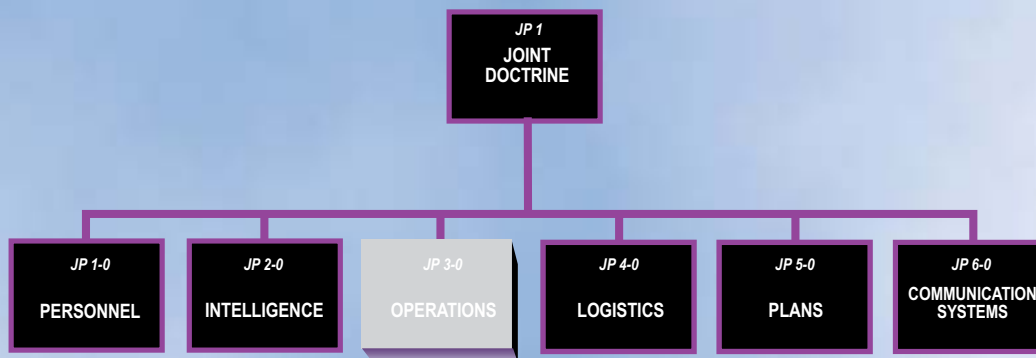 JP 1
JOINT
DOCTRINE
JP 1-0
PERSONNEL
JP 2-0
INTELLIGENCE
JP 3-0
OPERATIONS
JP 4-0
LOGISTICS
JP 5-0
PLANS
JP 6-0
COMMUNICATION
SYSTEMS